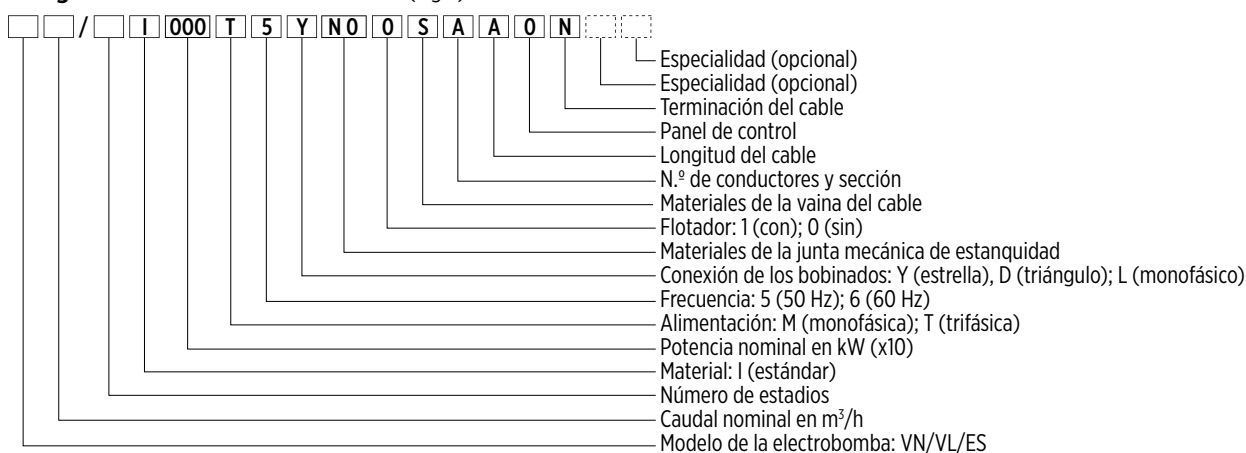 / I 000 T 5 Y N0 0 S A A 0 N
Especialidad (opcional)
Especialidad (opcional)
Terminación del cable
Panel de control
Longitud del cable
N.º de conductores y sección
Materiales de la vaina del cable
Flotador: 1 (con); 0 (sin)
Materiales de la junta mecánica de estanquidad
Conexión de los bobinados: Y (estrella), D (triángulo); L (monofásico)
Frecuencia: 5 (50 Hz); 6 (60 Hz)
Alimentación: M (monofásica); T (trifásica)
Potencia nominal en kW (x10)
Material: I (estándar)
Número de estadios
Caudal nominal en m³/h
Modelo de la electrobomba: VN/VL/ES